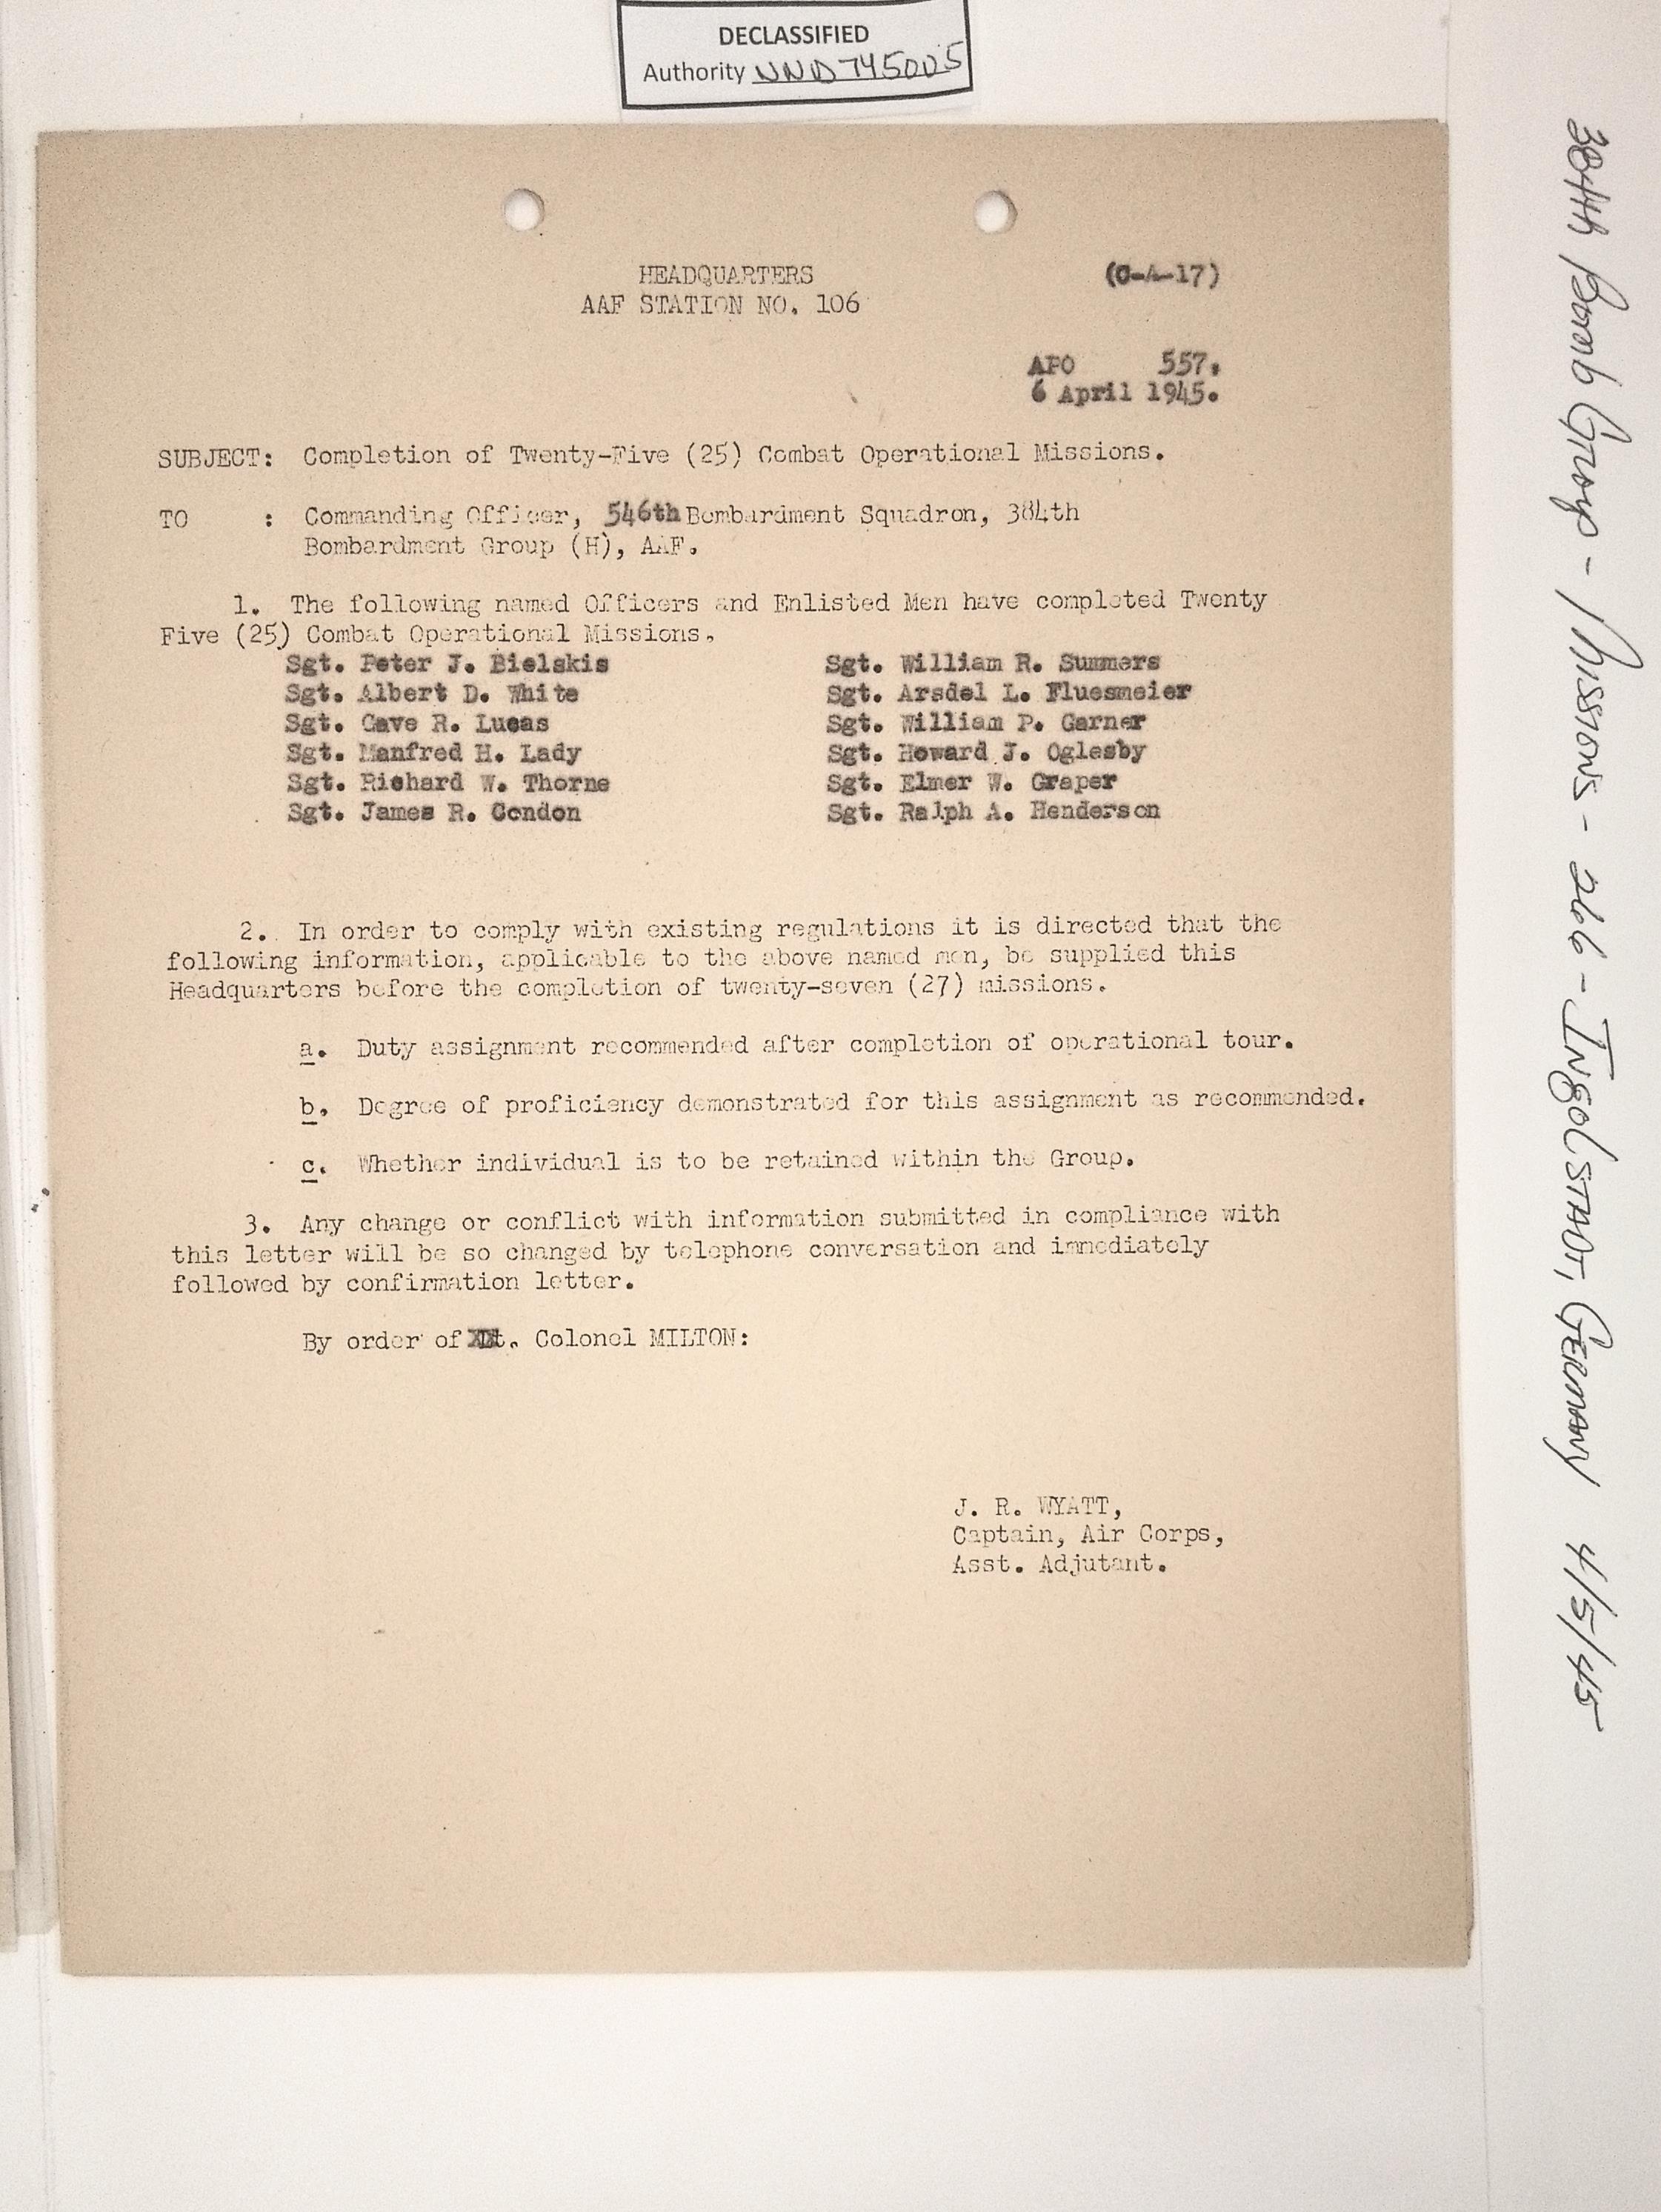 DECLASSIFIED
Authority NND745005
HEADQUARTERS
(C-A-17)
AAF STATION NO. 106
APO 557.
6 April 1945.
SUBJECT: Completion of Twenty-Five (25) Combat Operational Missions.
TO : Commanding Officer, 546th Bombardment Squadron, 384th
Bombardment Group (H), AAF.
1. The following named Officers and Enlisted Men have completed Twenty
Five (25) Combat Operational Missions.
Sgt. Peter J. Bielskis Sgt. William R. Summers
Sgt. Albert D. White Sgt. Arsdel L. Fluesmeier
Sgt. Cave R. Lucas Sgt. William P. Garner
Sgt. Manfred H. Lady Sgt. Howard J. Oglesby
Sgt. Richard W. Thorne Sgt. Elmer W. Graper
Sgt. James R. Condon Sgt. Ralph A. Henderson
2. In order to comply with existing regulations it is directed that the
following information, applicable to the above named men, be supplied this
Headquarters before the completion of twenty-seven (27) missions.
a. Duty assignment recommended after completion of operational tour.
b. Degree of proficiency demonstrated for this assignment as recommended.
c. Whether individual is to be retained within the Group.
3. Any change or conflict with information submitted in compliance with
this letter will be so changed by telephone conversation and immediately
followed by confirmation letter.
By order of Lt. Colonel MILTON:
J. R. WYATT,
Captain, Air Corps,
Asst. Adjutant.
384th Bomb Group - Missions - 266 - Ingolstadt, Germany 4/5/45